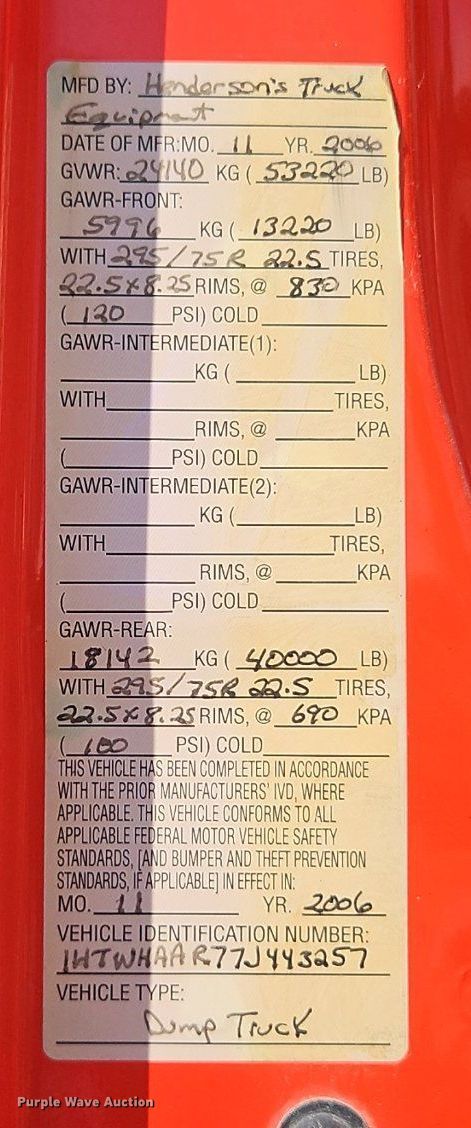 MFD BY: Henderson's Truck
Equipment
DATE OF MFR: MO. 11 YR. 2006
GVWR: 24140 KG ( 53220 LB)
GAWR-FRONT:
5996 KG ( 13220 LB)
WITH 295/75R 22.5 TIRES,
22.5x8.25 RIMS, @ 830 KPA
( 120 PSI) COLD
GAWR-INTERMEDIATE(1):
KG ( LB)
WITH TIRES,
RIMS, @ KPA
( PSI) COLD
GAWR-INTERMEDIATE(2):
KG ( LB)
WITH TIRES,
RIMS, @ KPA
( PSI) COLD
GAWR-REAR:
18142 KG ( 40000 LB)
WITH 295/75R 22.5 TIRES,
22.5x8.25 RIMS, @ 690 KPA
( 100 PSI) COLD
THIS VEHICLE HAS BEEN COMPLETED IN ACCORDANCE
WITH THE PRIOR MANUFACTURERS' IVD, WHERE
APPLICABLE. THIS VEHICLE CONFORMS TO ALL
APPLICABLE FEDERAL MOTOR VEHICLE SAFETY
STANDARDS, [AND BUMPER AND THEFT PREVENTION
STANDARDS, IF APPLICABLE] IN EFFECT IN:
MO. 11 YR. 2006
VEHICLE IDENTIFICATION NUMBER:
1HTWHAAR77J443257
VEHICLE TYPE:
Dump Truck
Purple Wave Auction